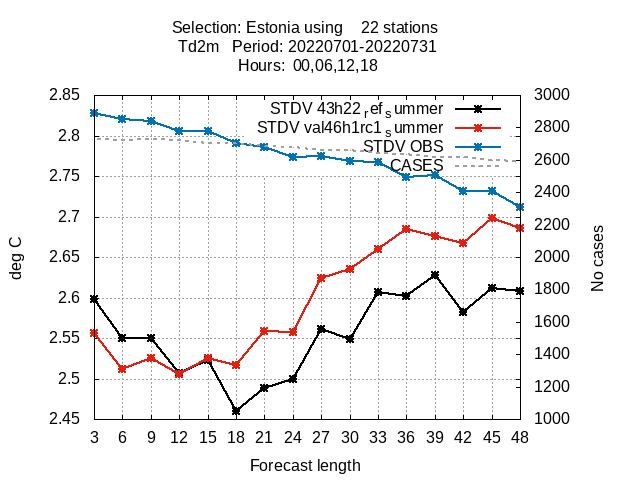 Selection: Estonia using 22 stations
Td2m Period: 20220701-20220731
Hours: 00,06,12,18
2.85
2.8
2.75
2.7
2.65
2.6
2.55
2.5
2.45
3000
2800
2600
2400
2200
2000
1800
1600
1400
1200
1000
STDV 43h22ref summer
STDV val46h1rc1summer
STDV OBS
CASES
deg C
No cases
3 6 9 12 15 18 21 24 27 30 33 36 39 42 45 48
Forecast length